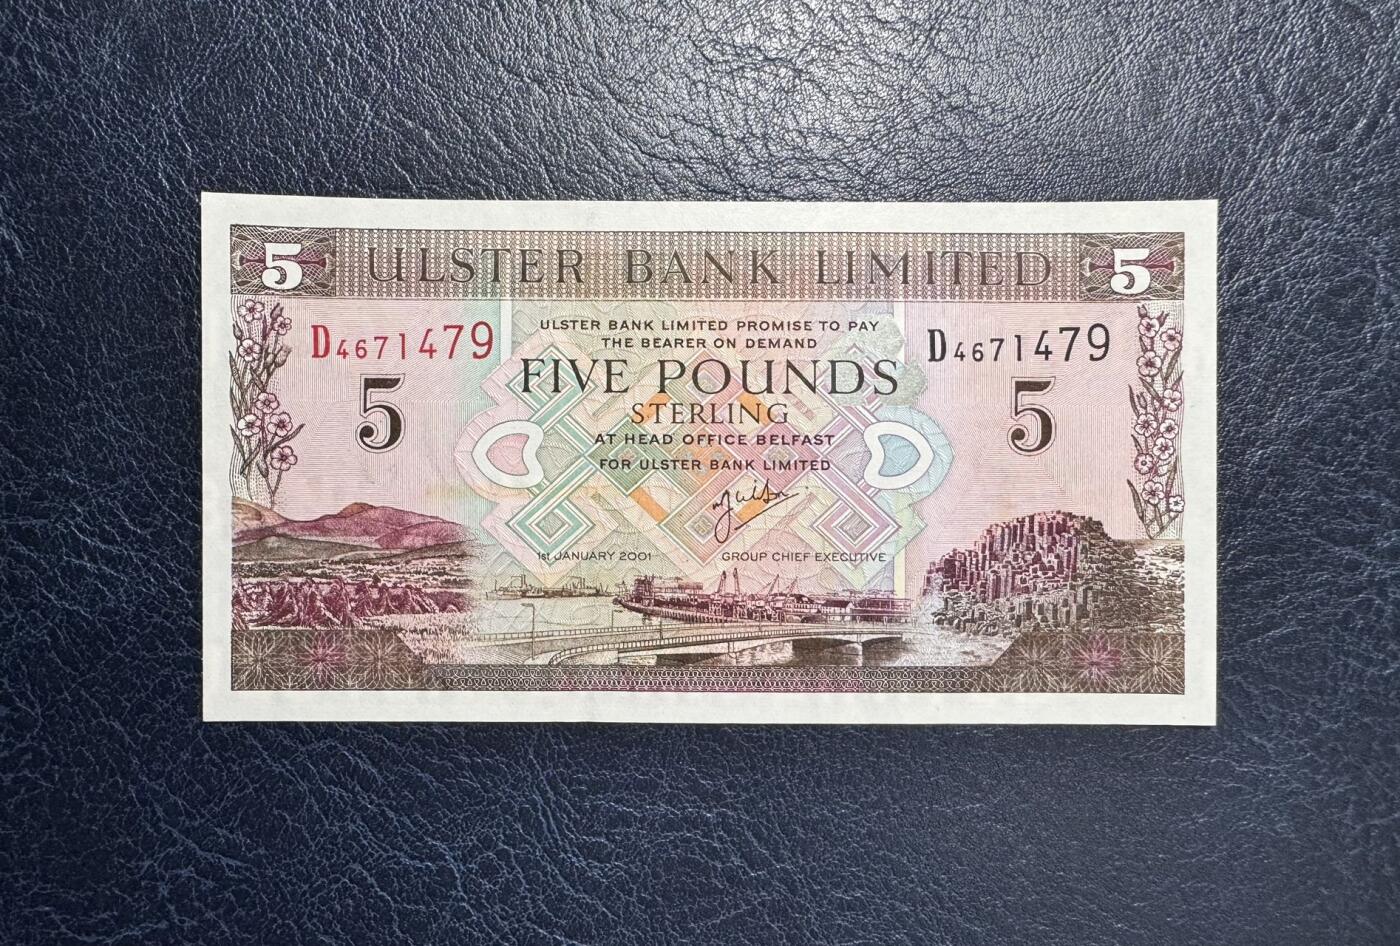 5 ULSTER BANK LIMITED 5
D4671479
ULSTER BANK LIMITED PROMISE TO PAY
THE BEARER ON DEMAND
D4671479
FIVE POUNDS
5
5
STERLING
AT HEAD OFFICE BELFAST
FOR ULSTER BANK LIMITED
1st JANUARY 2001 GROUP CHIEF EXECUTIVE